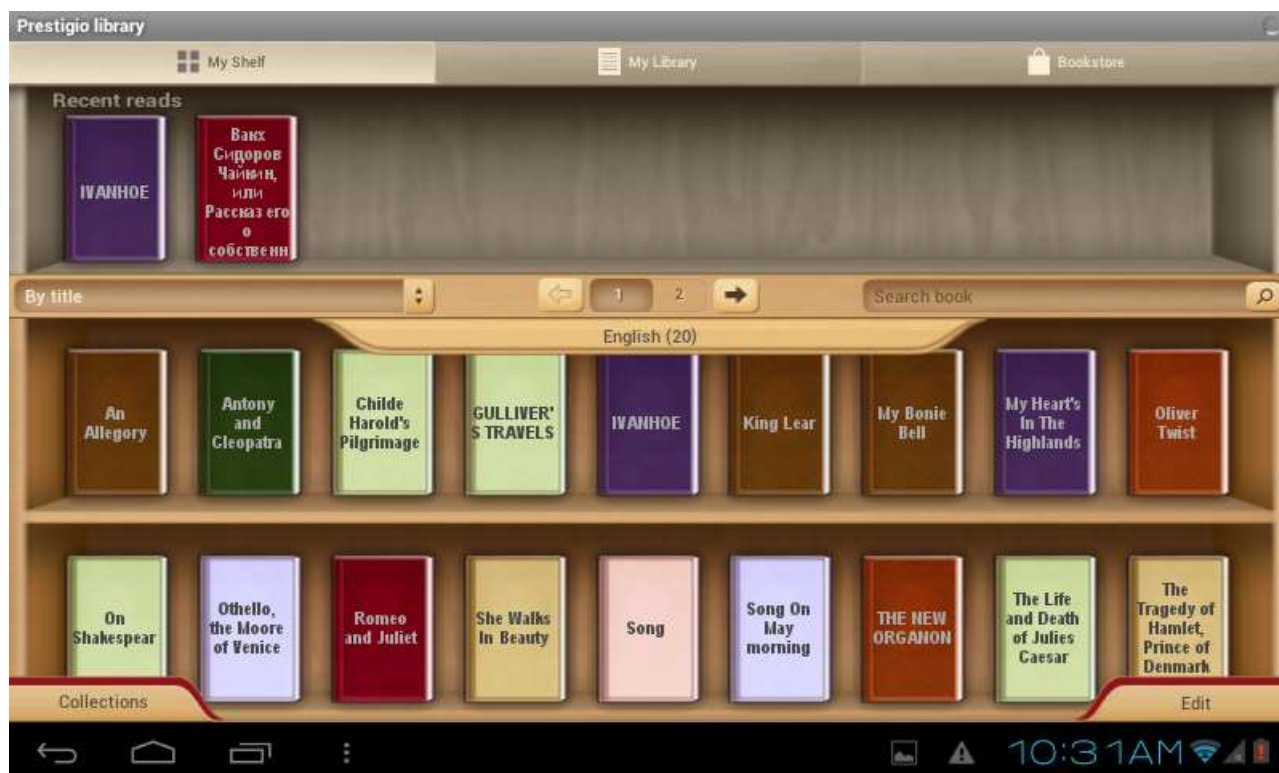 Prestigio library
My Shelf
My Library
Bookstore
Recent reads
IVANHOE
Вакх
Сидоров
Чайкин,
или
Рассказ его
о
собственн
By title
1
2
Search book
English (20)
An
Allegory
Antony
and
Cleopatra
Childe
Harold's
Pilgrimage
GULLIVER'
S TRAVELS
IVANHOE
King Lear
My Bonie
Bell
My Heart's
In The
Highlands
Oliver
Twist
On
Shakespear
Othello,
the Moore
of Venice
Romeo
and Juliet
She Walks
In Beauty
Song
Song On
May
morning
THE NEW
ORGANON
The Life
and Death
of Julies
Caesar
The
Tragedy of
Hamlet,
Prince of
Denmark
Collections
Edit
10:31AM